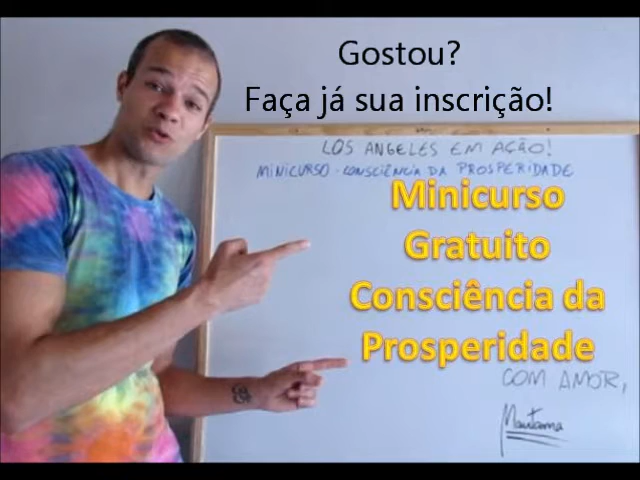 Gostou?
Faça já sua inscrição!
LOS ANGELES EM AÇÃO!
MINICURSO - CONSCIÊNCIA DA PROSPERIDADE
Minicurso
Gratuito
Consciência da
Prosperidade
COM AMOR,